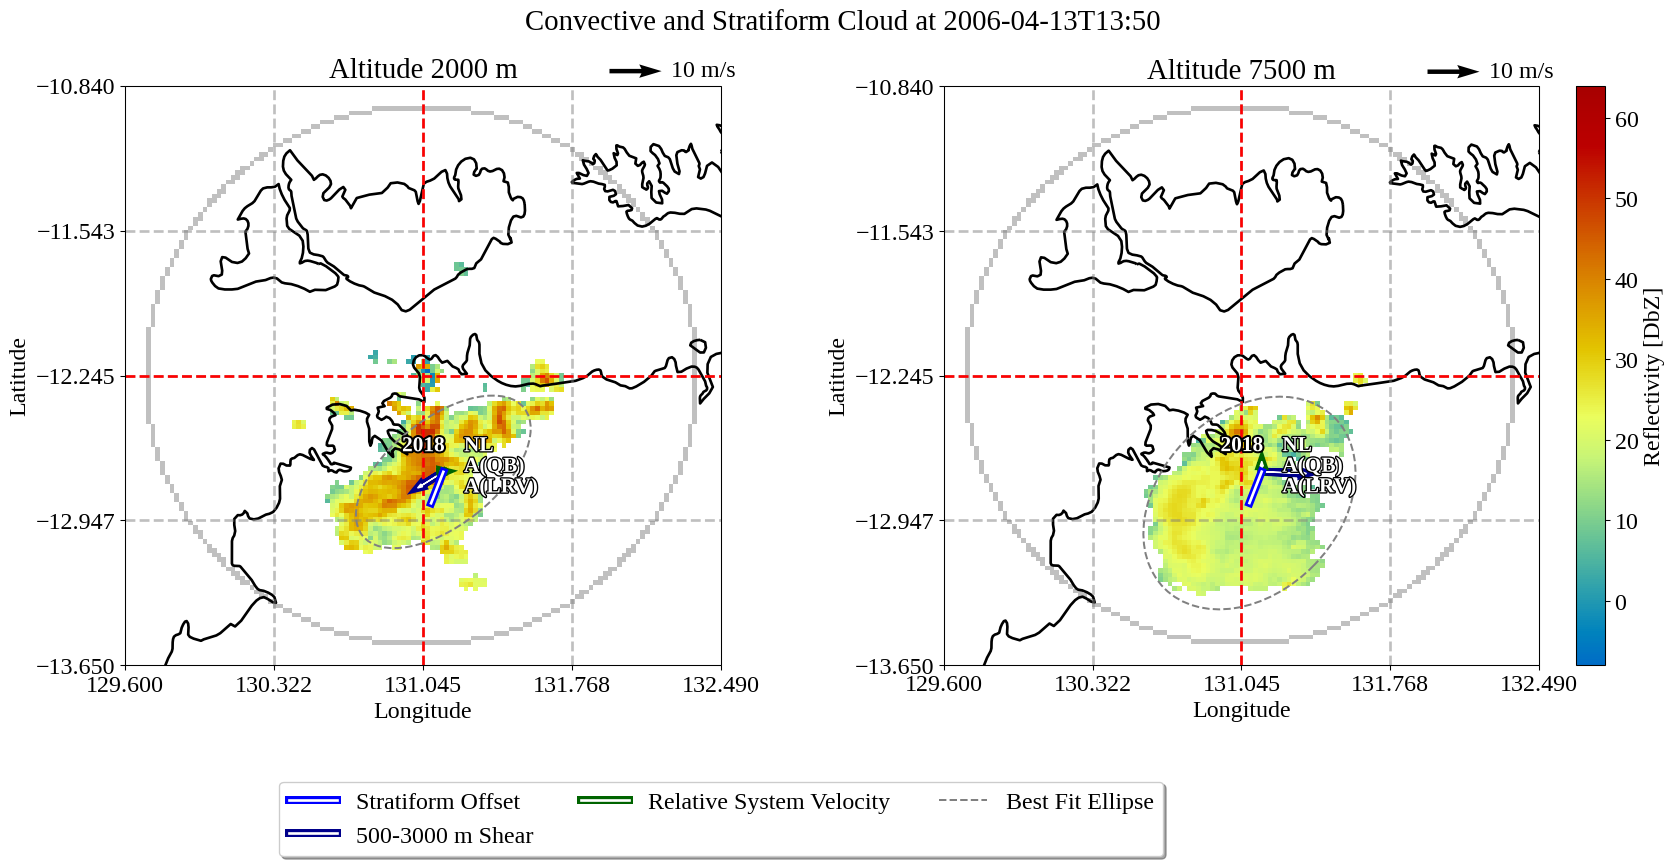 Convective and Stratiform Cloud at 2006-04-13T13:50
Altitude 2000 m
10 m/s
−10.840
−11.543
−12.245
−12.947
−13.650
Latitude
129.600
130.322
131.045
131.768
132.490
Longitude
2018
NL
A(QB)
A(LRV)
Altitude 7500 m
10 m/s
−10.840
−11.543
−12.245
−12.947
−13.650
Latitude
129.600
130.322
131.045
131.768
132.490
Longitude
2018
NL
A(QB)
A(LRV)
60
50
40
30
20
10
0
Reflectivity [DbZ]
Stratiform Offset
500-3000 m Shear
Relative System Velocity
Best Fit Ellipse